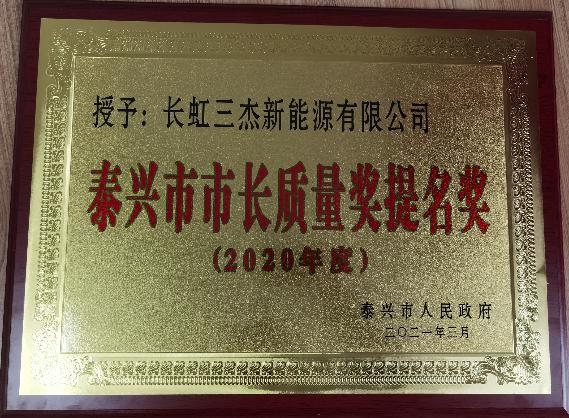 授予：长虹三杰新能源有限公司
泰兴市市长质量奖提名奖
(2020年度)
泰兴市人民政府
二〇二一年三月